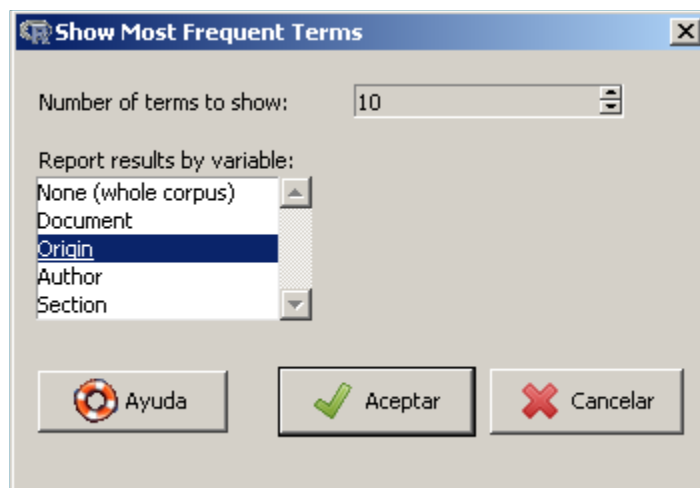 Show Most Frequent Terms
Number of terms to show: 10
Report results by variable:
None (whole corpus)
Document
Origin
Author
Section
Ayuda Aceptar Cancelar